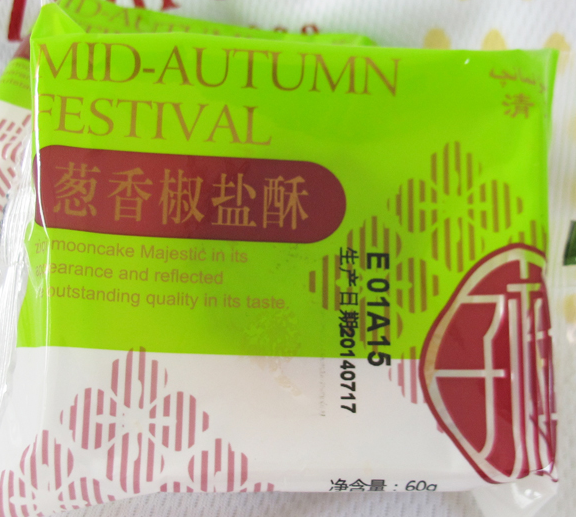 MID-AUTUMN
FESTIVAL
葱香椒盐酥
mooncake Majestic in its
pearance and reflected
outstanding quality in its taste.
E 01A15
生产日期20140717
净含量：60g